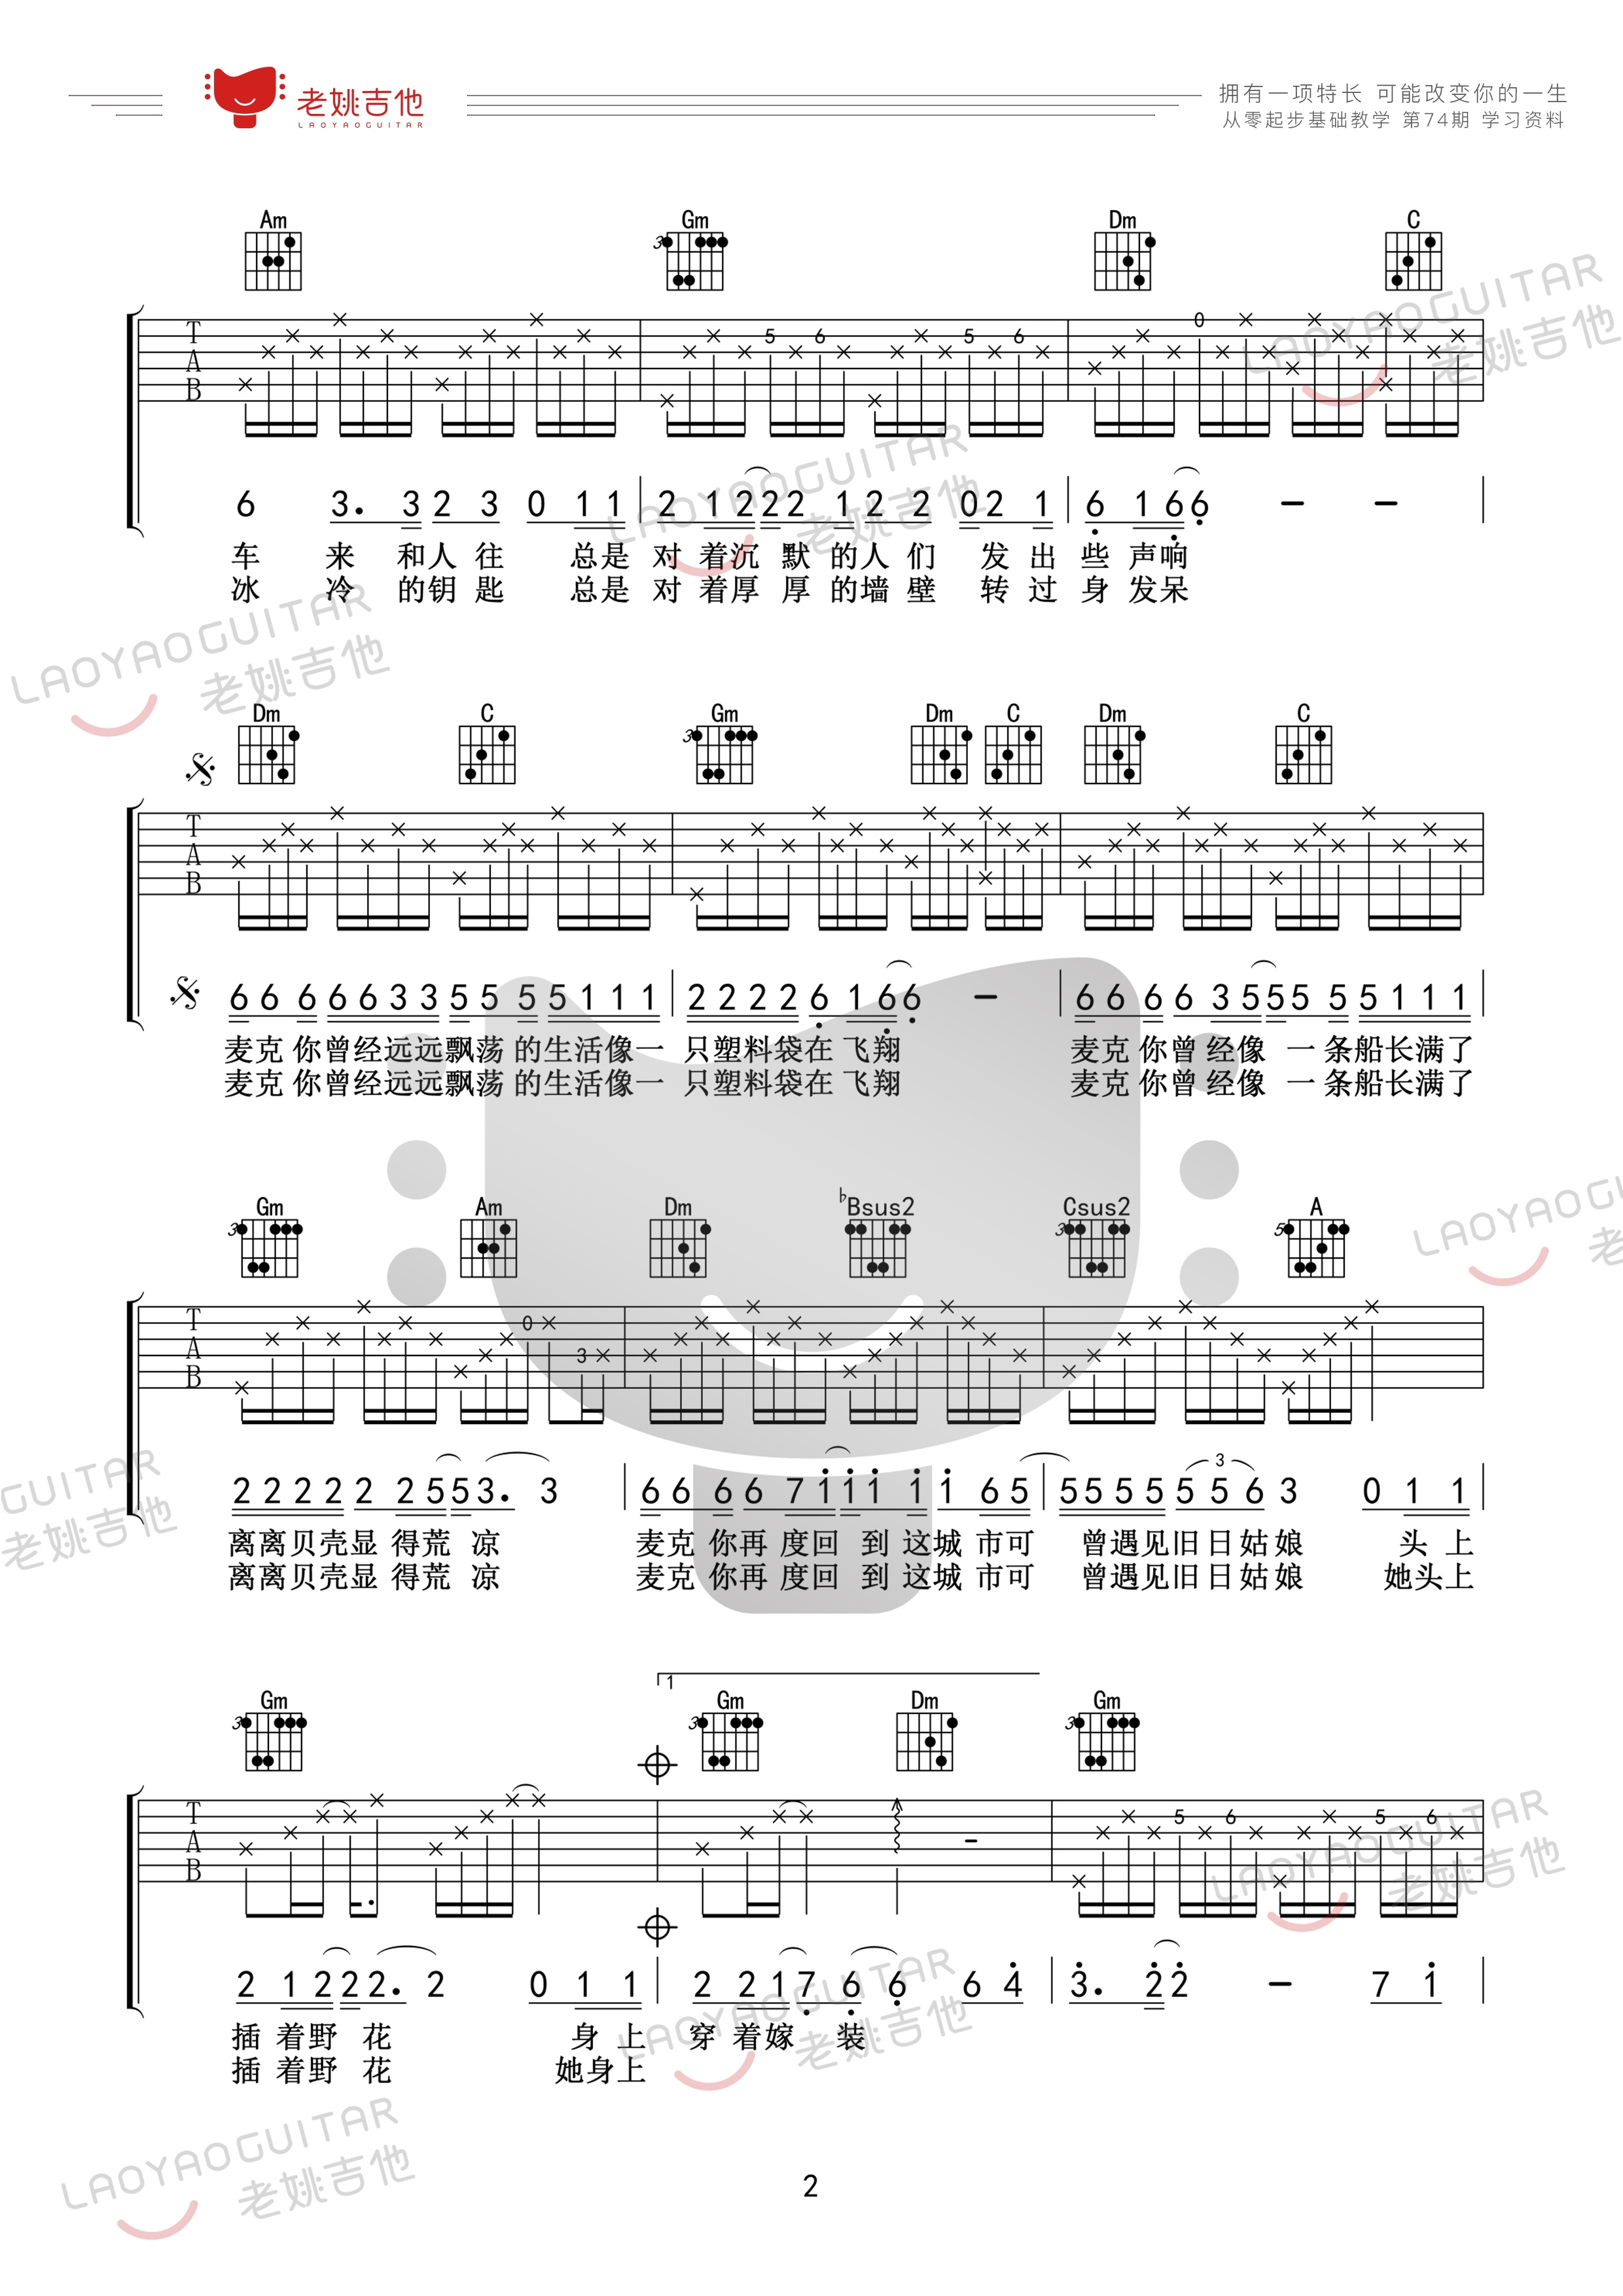 老姚吉他
LAOYAOGUITAR
拥有一项特长 可能改变你的一生
从零起步基础教学 第74期 学习资料
Am Gm Dm C
3
T A B
5 6 5 6 0
6 3. 3 2 3 0 1 1 2 1 2 2 2 1 2 2 0 2 1 6 1 6 6 – –
车 来 和人 往 总是 对 着沉 默 的人 们 发 出 些 声响
冰 冷 的钥 匙 总是 对 着厚 厚 的墙 壁 转 过 身 发呆
Dm C Gm Dm C Dm C
3
T A B
6 6 6 6 6 3 3 5 5 5 5 1 1 1 2 2 2 2 6 1 6 6 – 6 6 6 6 3 5 5 5 5 5 1 1 1
麦克 你曾经远远飘荡 的生活像一 只塑料袋在 飞翔 麦克 你曾 经像 一 条船长满了
麦克 你曾经远远飘荡 的生活像一 只塑料袋在 飞翔 麦克 你曾 经像 一 条船长满了
Gm Am Dm ♭Bsus2 Csus2 A
3 3 5
T A B
0 3
2 2 2 2 2 2 5 5 3. 3 6 6 6 6 7 1 1 1 1 1 6 5 5 5 5 5 5 5 6 3 0 1 1
3
离离贝壳显 得荒 凉 麦克 你再 度回 到 这城 市可 曾遇见旧日姑娘 头 上
离离贝壳显 得荒 凉 麦克 你再 度回 到 这城 市可 曾遇见旧日姑娘 她头上
1
Gm Gm Dm Gm
3 3 3
T A B
5 6 5 6
2 1 2 2 2. 2 0 1 1 2 2 1 7 6 6 6 4 3. 2 2 – 7 1
插 着野 花 身 上 穿 着嫁 装
插 着野 花 她身上
2
LAOYAOGUITAR
老姚吉他